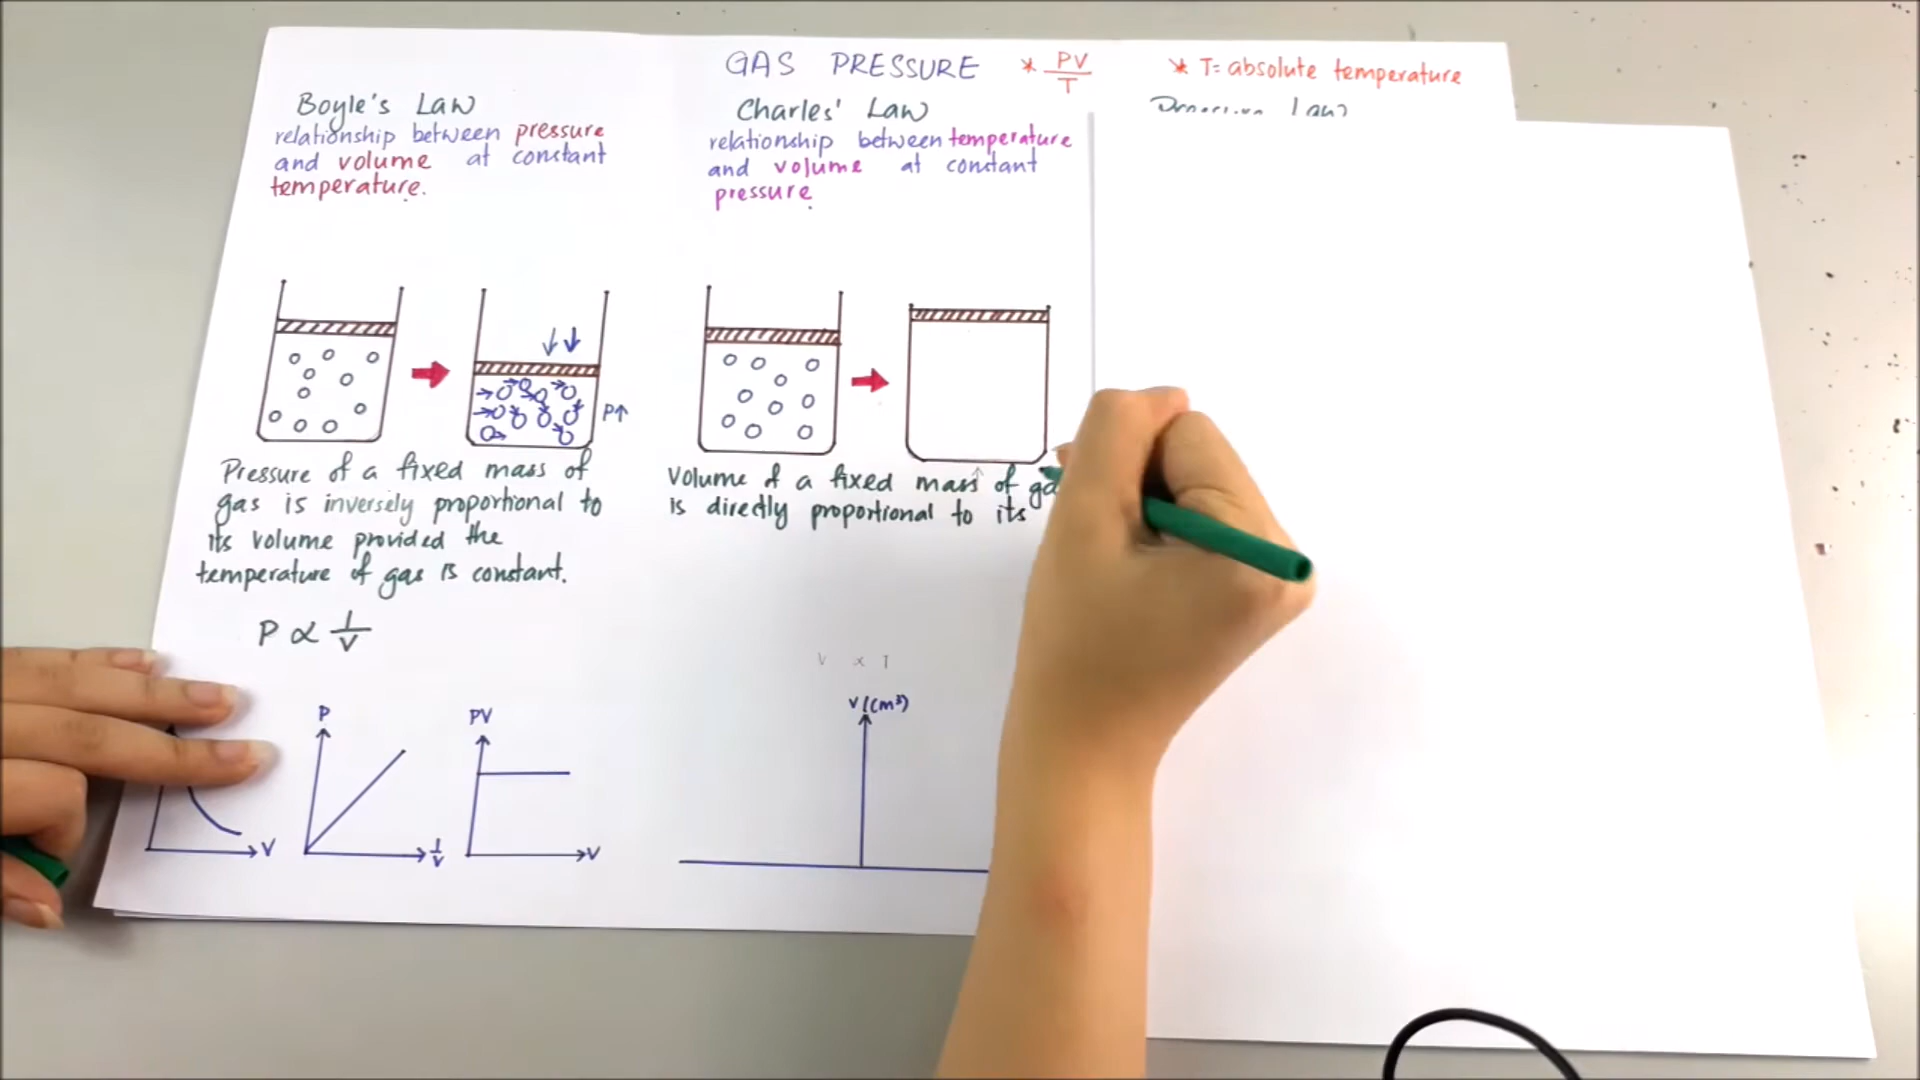 GAS PRESSURE * PV
T
* T= absolute temperature
Boyle's Law
relationship between pressure
and volume at constant
temperature.
Charles' Law
relationship between temperature
and volume at constant
pressure.
Law
P↑
Pressure of a fixed mass of
gas is inversely proportional to
its volume provided the
temperature of gas is constant.
P ∝ 1
V
Volume of a fixed mass of
is directly proportional to its
V ∝ T
V
P
1
V
PV
V
V (cm³)